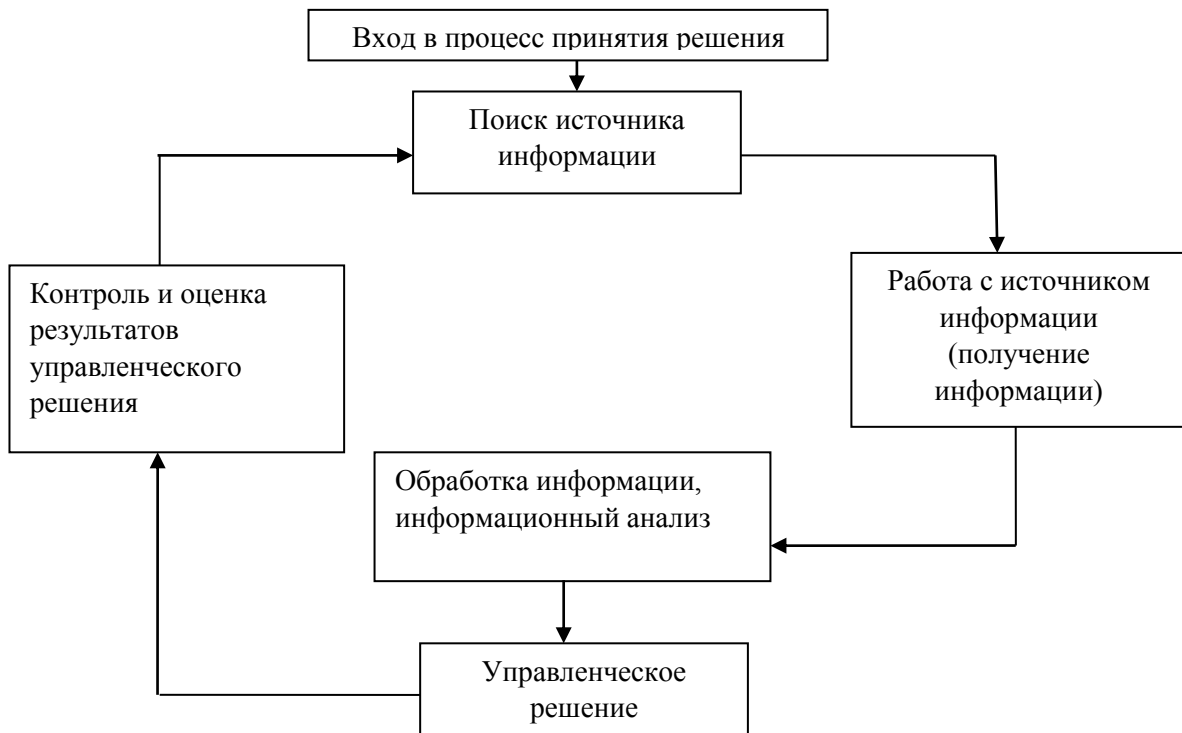 Вход в процесс принятия решения
Поиск источника
информации
Работа с источником
информации
(получение
информации)
Контроль и оценка
результатов
управленческого
решения
Обработка информации,
информационный анализ
Управленческое
решение